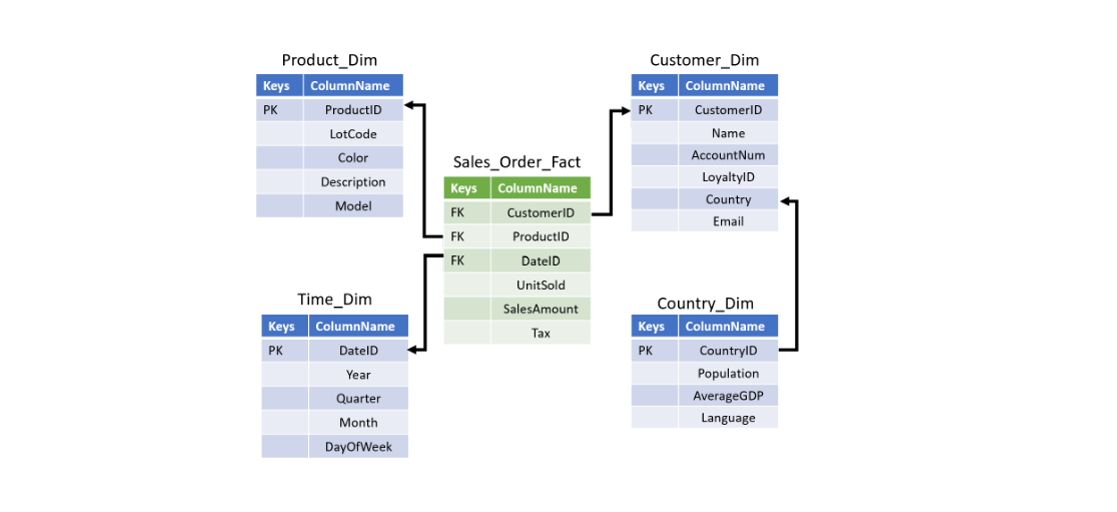 Product_Dim
Keys ColumnName
PK ProductID
LotCode
Color
Description
Model
Customer_Dim
Keys ColumnName
PK CustomerID
Name
AccountNum
LoyaltyID
Country
Email
Sales_Order_Fact
Keys ColumnName
FK CustomerID
FK ProductID
FK DateID
UnitSold
SalesAmount
Tax
Time_Dim
Keys ColumnName
PK DateID
Year
Quarter
Month
DayOfWeek
Country_Dim
Keys ColumnName
PK CountryID
Population
AverageGDP
Language